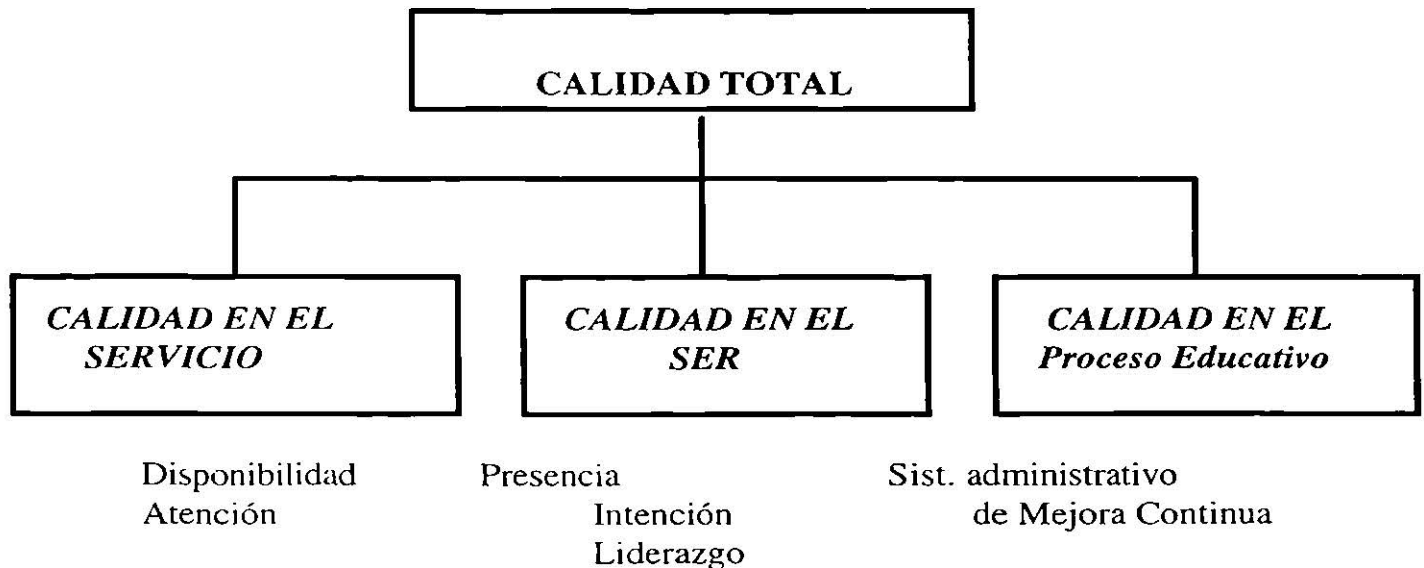 CALIDAD TOTAL
CALIDAD EN EL
SERVICIO
CALIDAD EN EL
SER
CALIDAD EN EL
Proceso Educativo
Disponibilidad
Atención
Presencia
Intención
Liderazgo
Sist. administrativo
de Mejora Continua